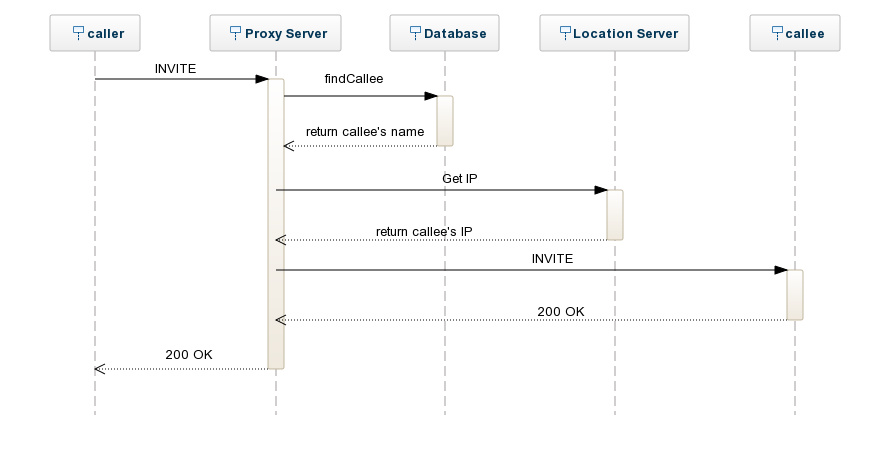 caller
Proxy Server
Database
Location Server
callee
INVITE
findCallee
return callee's name
Get IP
return callee's IP
INVITE
200 OK
200 OK